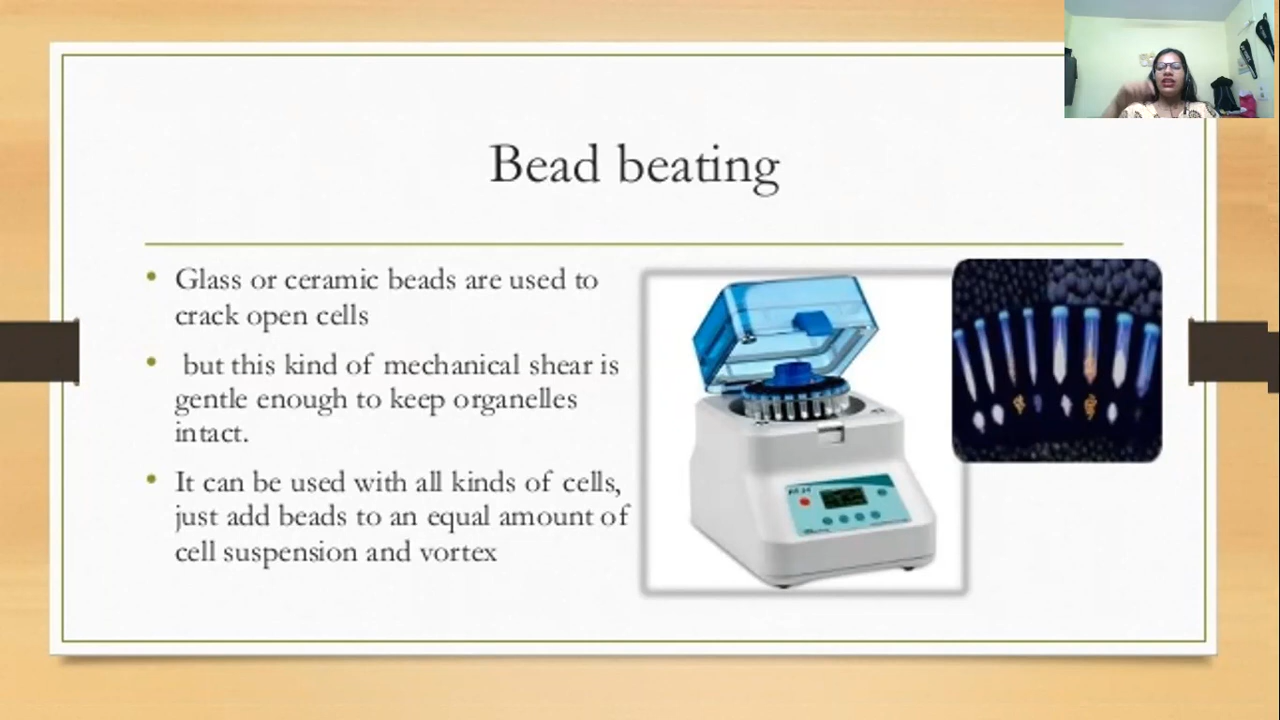 Bead beating
• Glass or ceramic beads are used to
crack open cells
• but this kind of mechanical shear is
gentle enough to keep organelles
intact.
• It can be used with all kinds of cells,
just add beads to an equal amount of
cell suspension and vortex